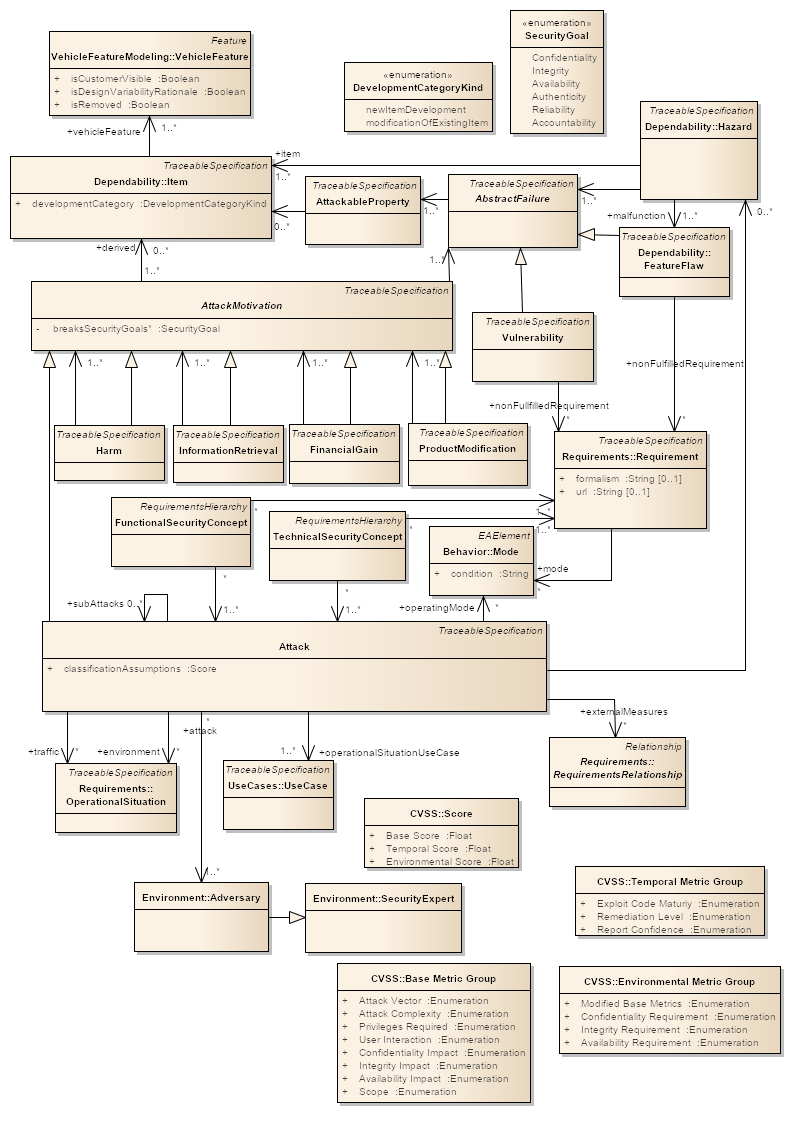 Feature
VehicleFeatureModeling::VehicleFeature
+ isCustomerVisible :Boolean
+ isDesignVariabilityRationale :Boolean
+ isRemoved :Boolean
«enumeration»
DevelopmentCategoryKind
newItemDevelopment
modificationOfExistingItem
«enumeration»
SecurityGoal
Confidentiality
Integrity
Availability
Authenticity
Reliability
Accountability
TraceableSpecification
Dependability::Hazard
+vehicleFeature 1..*
+item
1..*
TraceableSpecification
Dependability::Item
+ developmentCategory :DevelopmentCategoryKind
0..*
TraceableSpecification
AttackableProperty
1..*
TraceableSpecification
AbstractFailure
1..*
+malfunction 1..*
0..*
TraceableSpecification
Dependability::
FeatureFlaw
+derived 0..*
1..*
1..*
TraceableSpecification
AttackMotivation
- breaksSecurityGoals* :SecurityGoal
TraceableSpecification
Vulnerability
1..*
1..*
1..*
1..*
+nonFulfilledRequirement
*
+nonFullfilledRequirement
*
TraceableSpecification
Harm
TraceableSpecification
InformationRetrieval
TraceableSpecification
FinancialGain
TraceableSpecification
ProductModification
TraceableSpecification
Requirements::Requirement
+ formalism :String [0..1]
+ url :String [0..1]
RequirementsHierarchy
FunctionalSecurityConcept
*
1..*
RequirementsHierarchy
TechnicalSecurityConcept
*
1..*
EAElement
Behavior::Mode
+ condition :String
+mode
*
*
1..*
*
1..*
+subAttacks 0..*
+operatingMode *
TraceableSpecification
Attack
+ classificationAssumptions :Score
+traffic *
+environment *
*
+attack
1..*
1..*
+operationalSituationUseCase
+externalMeasures
*
TraceableSpecification
Requirements::
OperationalSituation
TraceableSpecification
UseCases::UseCase
Relationship
Requirements::
RequirementsRelationship
CVSS::Score
+ Base Score :Float
+ Temporal Score :Float
+ Environmental Score :Float
Environment::Adversary
Environment::SecurityExpert
CVSS::Temporal Metric Group
+ Exploit Code Maturiy :Enumeration
+ Remediation Level :Enumeration
+ Report Confidence :Enumeration
CVSS::Base Metric Group
+ Attack Vector :Enumeration
+ Attack Complexity :Enumeration
+ Privileges Required :Enumeration
+ User Interaction :Enumeration
+ Confidentiality Impact :Enumeration
+ Integrity Impact :Enumeration
+ Availability Impact :Enumeration
+ Scope :Enumeration
CVSS::Environmental Metric Group
+ Modified Base Metrics :Enumeration
+ Confidentiality Requirement :Enumeration
+ Integrity Requirement :Enumeration
+ Availability Requirement :Enumeration